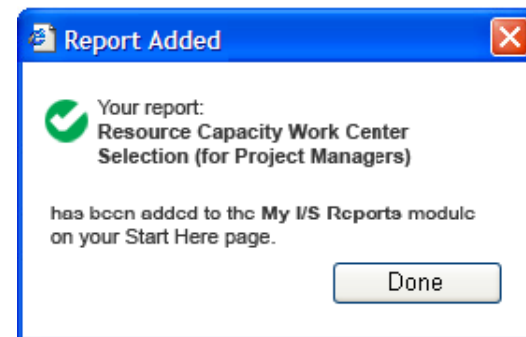 Report Added
Your report:
Resource Capacity Work Center
Selection (for Project Managers)
has been added to the My I/S Reports module
on your Start Here page.
Done